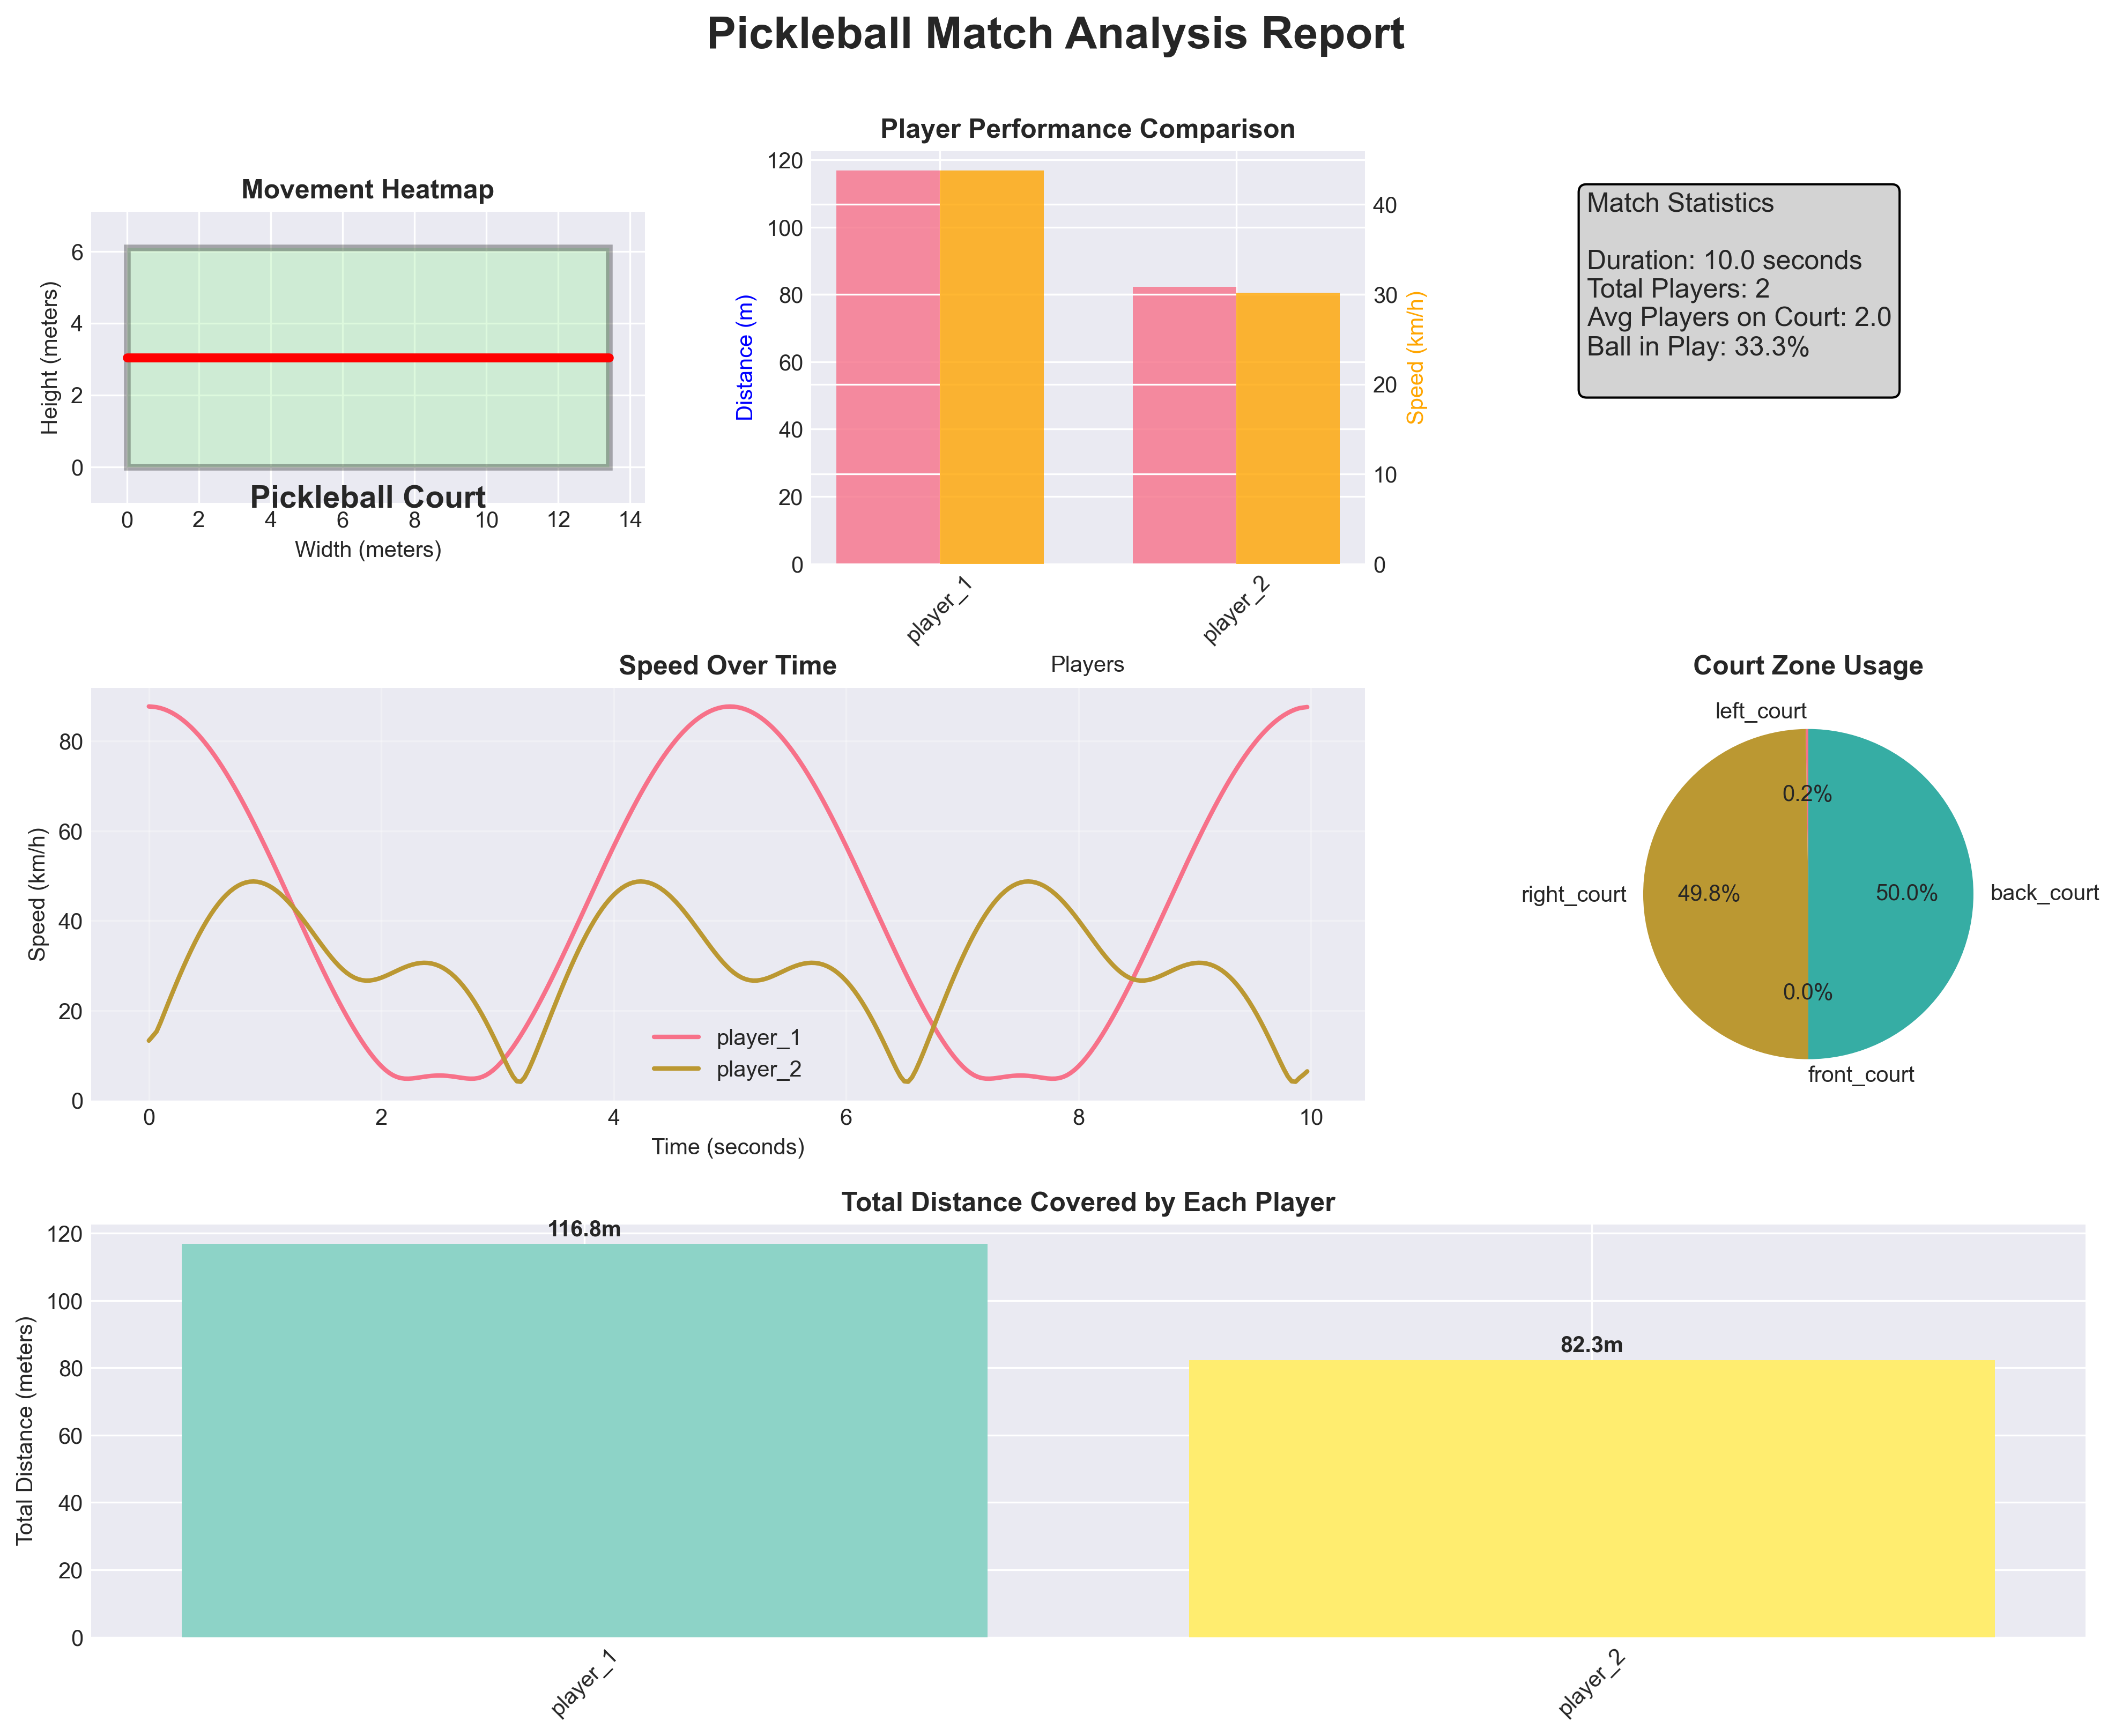 Pickleball Match Analysis Report
Movement Heatmap
6
4
2
0
Height (meters)
Pickleball Court
0 2 4 6 8 10 12 14
Width (meters)
Player Performance Comparison
120
100
80
60
40
20
0
Distance (m)
40
30
20
10
0
Speed (km/h)
player_1
player_2
Players
Match Statistics
Duration: 10.0 seconds
Total Players: 2
Avg Players on Court: 2.0
Ball in Play: 33.3%
Speed Over Time
80
60
40
20
0
Speed (km/h)
player_1
player_2
0 2 4 6 8 10
Time (seconds)
Court Zone Usage
left_court
0.2%
right_court
49.8%
50.0%
back_court
0.0%
front_court
Total Distance Covered by Each Player
120
100
80
60
40
20
0
Total Distance (meters)
116.8m
82.3m
player_1
player_2